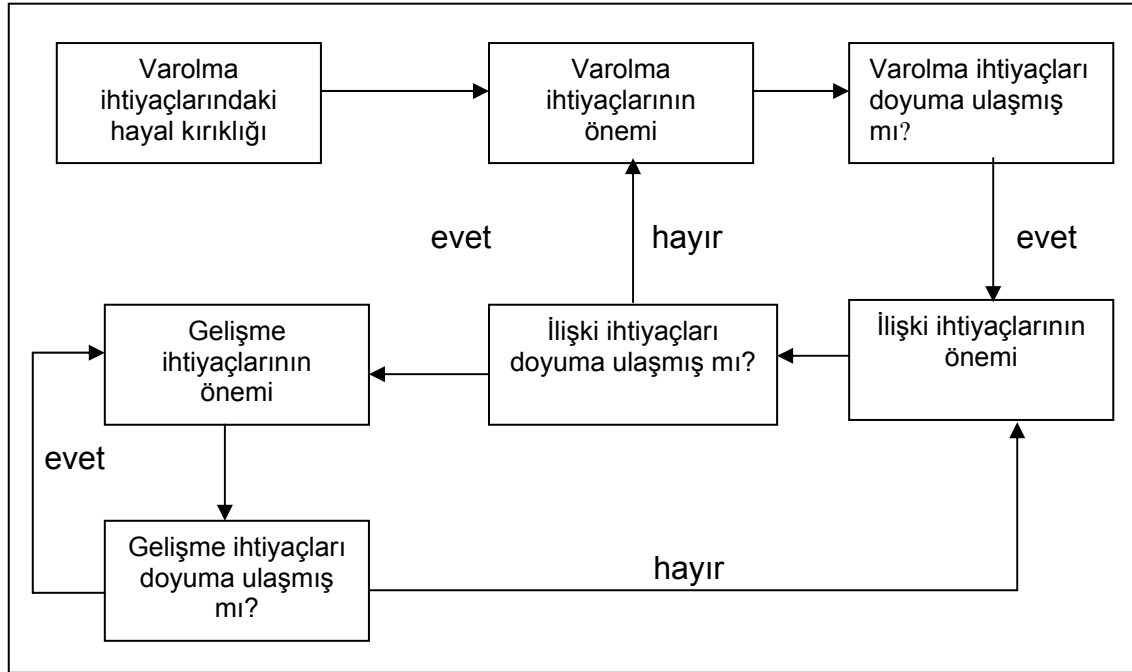 Varolma
ihtiyaçlarındaki
hayal kırıklığı
Varolma
ihtiyaçlarının
önemi
Varolma ihtiyaçları
doyuma ulaşmış
mı?
evet
hayır
evet
Gelişme
ihtiyaçlarının
önemi
İlişki ihtiyaçları
doyuma ulaşmış mı?
İlişki ihtiyaçlarının
önemi
evet
Gelişme ihtiyaçları
doyuma ulaşmış
mı?
hayır